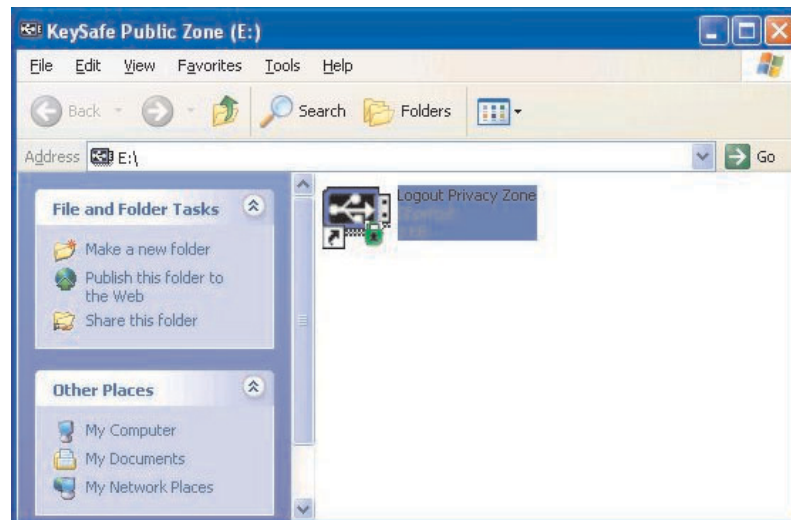 KeySafe Public Zone (E:)
File Edit View Favorites Tools Help
Back Search Folders
Address E:\ Go
File and Folder Tasks
Make a new folder
Publish this folder to
the Web
Share this folder
Other Places
My Computer
My Documents
My Network Places
Logout Privacy Zone